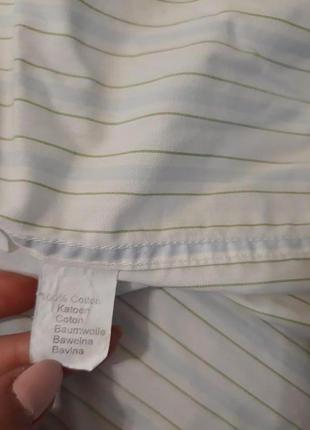 100% Cotton
Katoen
Coton
Baumwolle
Bawelna
Bavlna